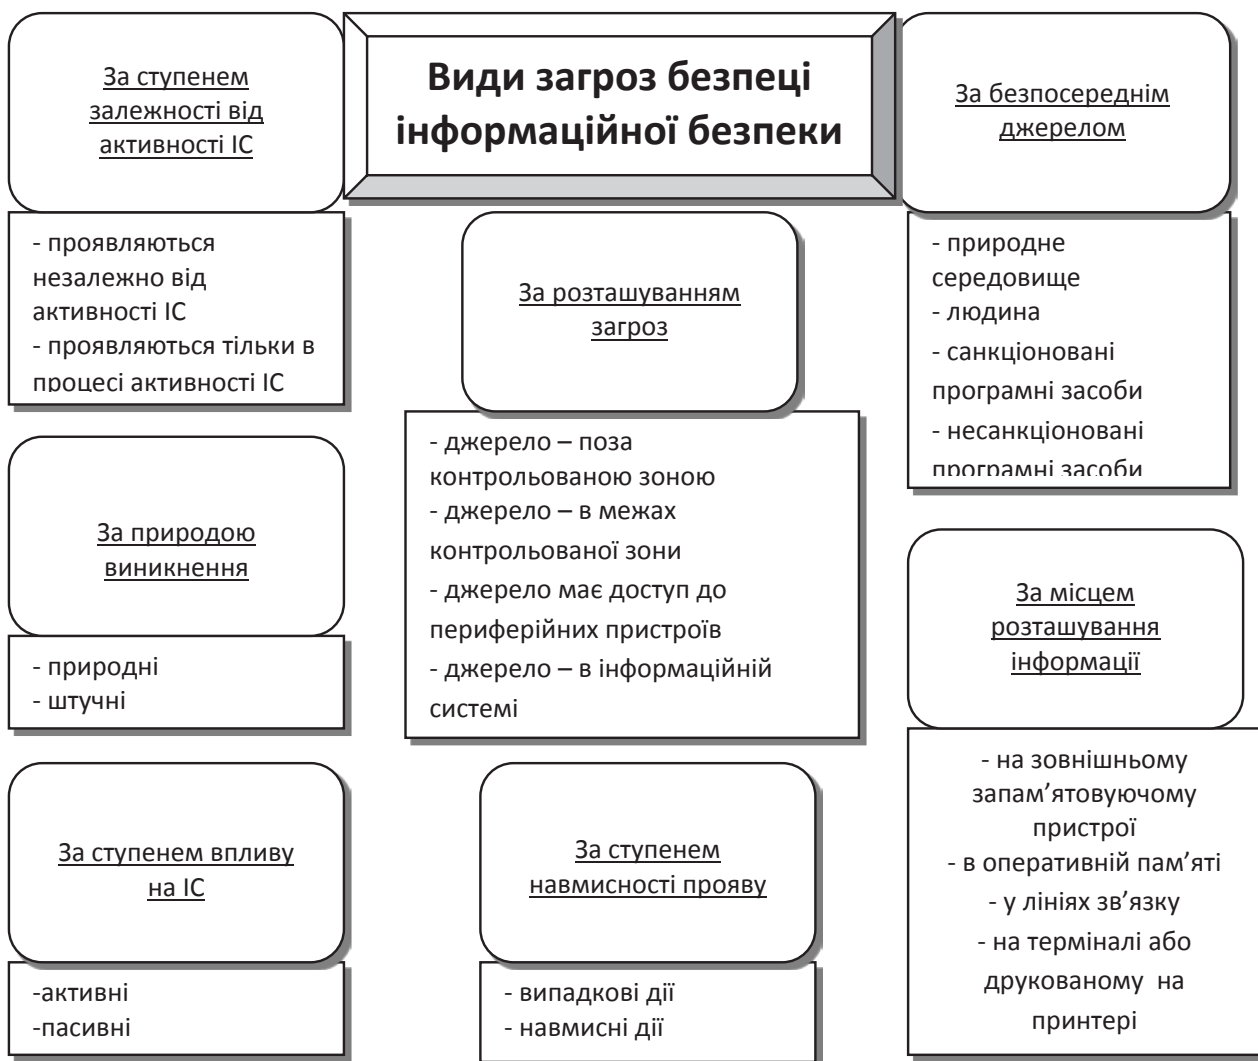 Види загроз безпеці
інформаційної безпеки
За ступенем
залежності від
активності ІС
- проявляються
незалежно від
активності ІС
- проявляються тільки в
процесі активності ІС
За природою
виникнення
- природні
- штучні
За ступенем впливу
на ІС
-активні
-пасивні
За розташуванням
загроз
- джерело – поза
контрольованою зоною
- джерело – в межах
контрольованої зони
- джерело має доступ до
периферійних пристроїв
- джерело – в інформаційній
системі
За ступенем
навмисності прояву
- випадкові дії
- навмисні дії
За безпосереднім
джерелом
- природне
середовище
- людина
- санкціоновані
програмні засоби
- несанкціоновані
програмні засоби
За місцем
розташування
інформації
- на зовнішньому
запам’ятовуючому
пристрої
- в оперативній пам’яті
- у лініях зв’язку
- на терміналі або
друкованому на
принтері